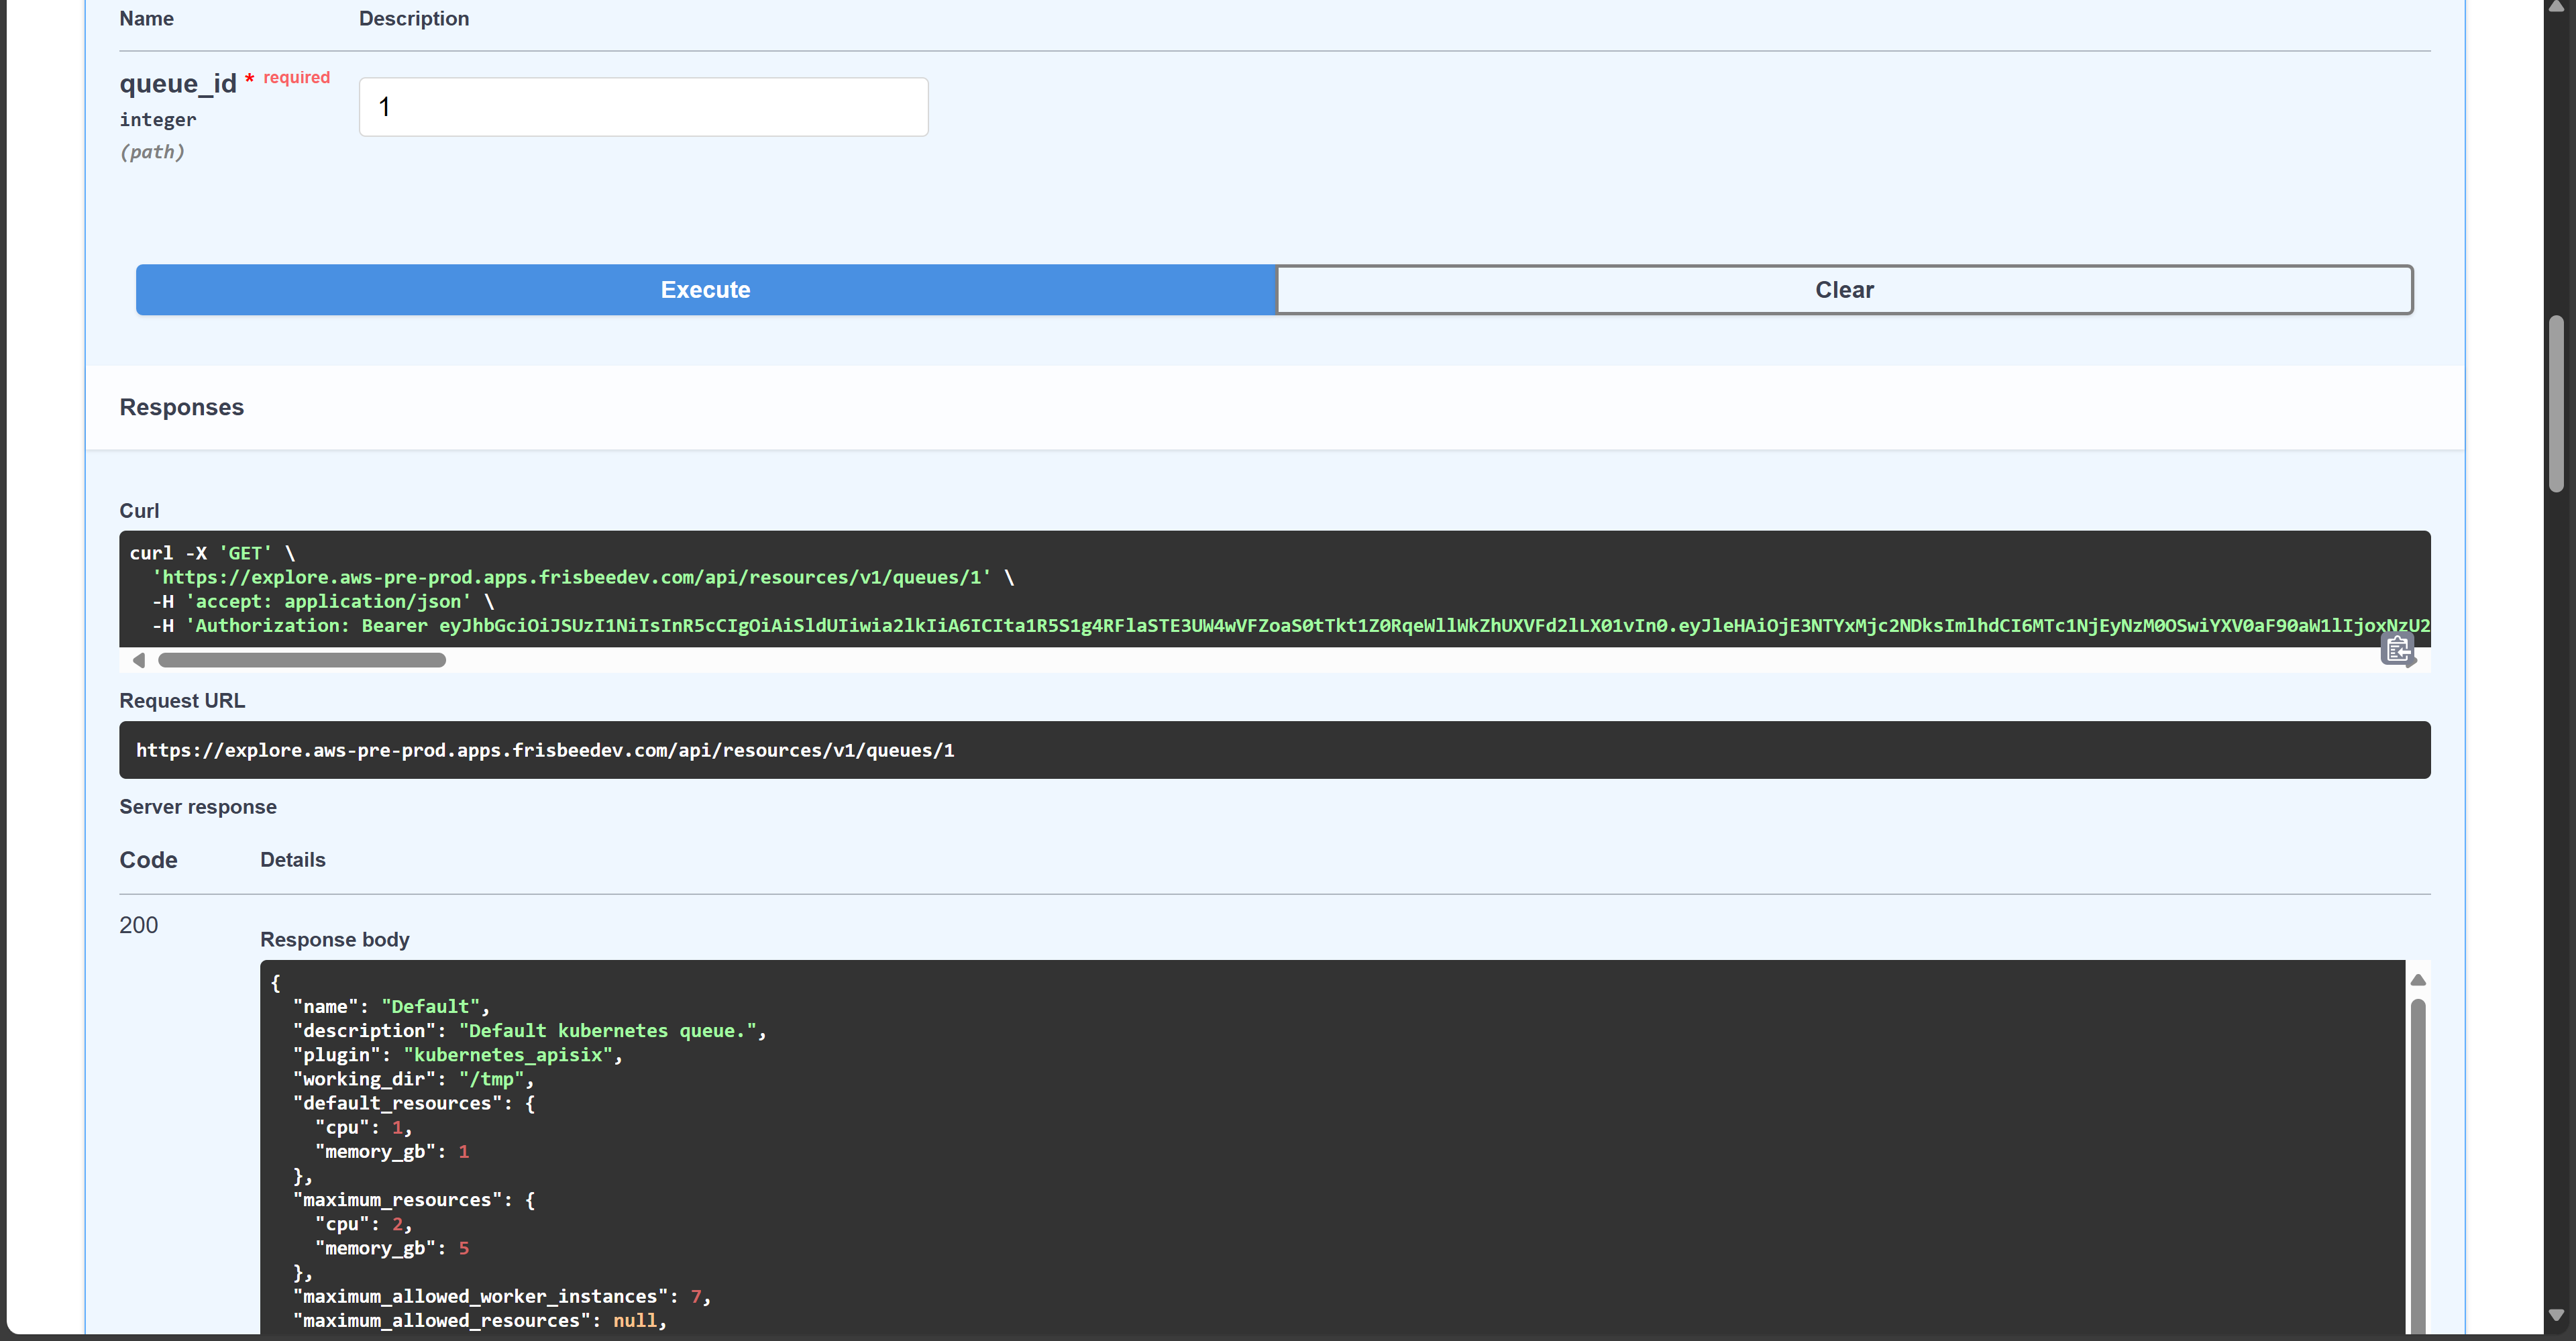 Name Description
queue_id * required
integer
(path)
1
Execute Clear
Responses
Curl
curl -X 'GET' \
'https://explore.aws-pre-prod.apps.frisbeedev.com/api/resources/v1/queues/1' \
-H 'accept: application/json' \
-H 'Authorization: Bearer
Request URL
https://explore.aws-pre-prod.apps.frisbeedev.com/api/resources/v1/queues/1
Server response
Code Details
200
Response body
{
"name": "Default",
"description": "Default kubernetes queue.",
"plugin": "kubernetes_apisix",
"working_dir": "/tmp",
"default_resources": {
"cpu": 1,
"memory_gb": 1
},
"maximum_resources": {
"cpu": 2,
"memory_gb": 5
},
"maximum_allowed_worker_instances": 7,
"maximum_allowed_resources": null,